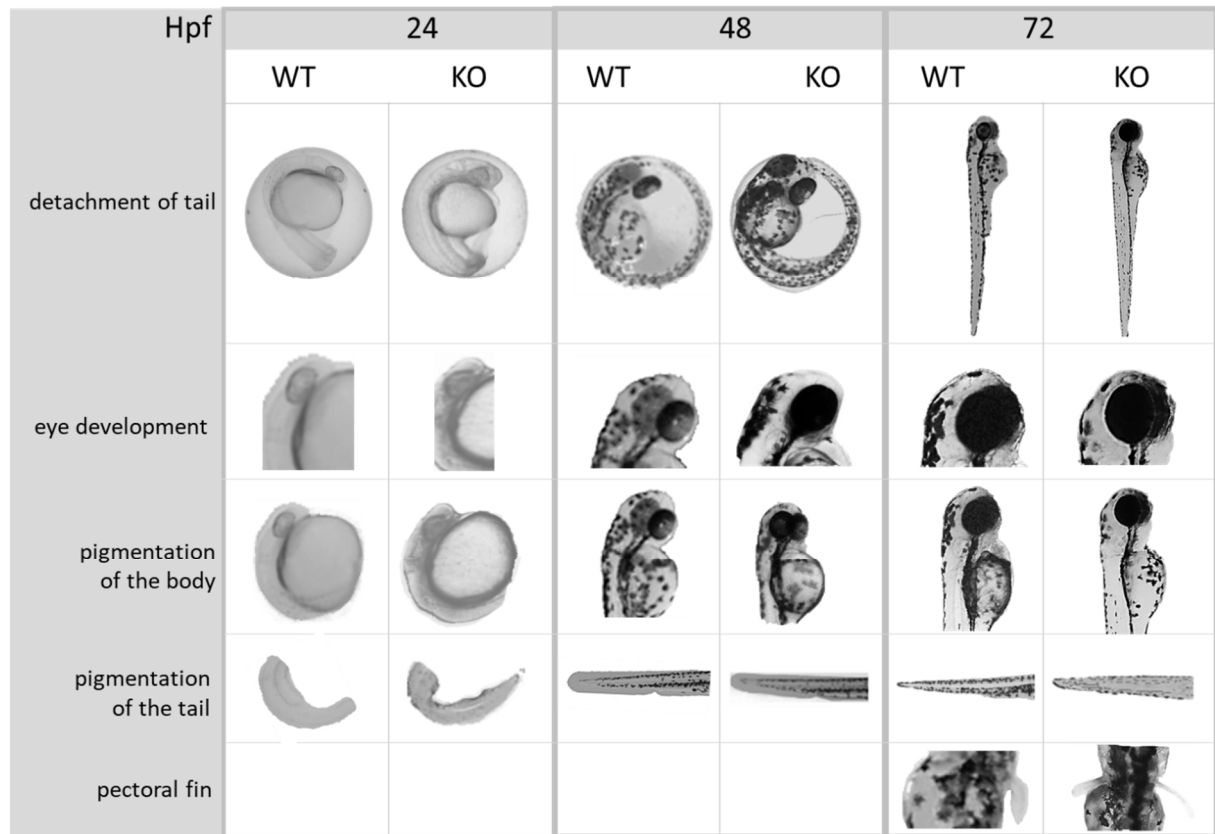 Hpf 24 48 72
WT KO WT KO WT KO
detachment of tail
eye development
pigmentation
of the body
pigmentation
of the tail
pectoral fin